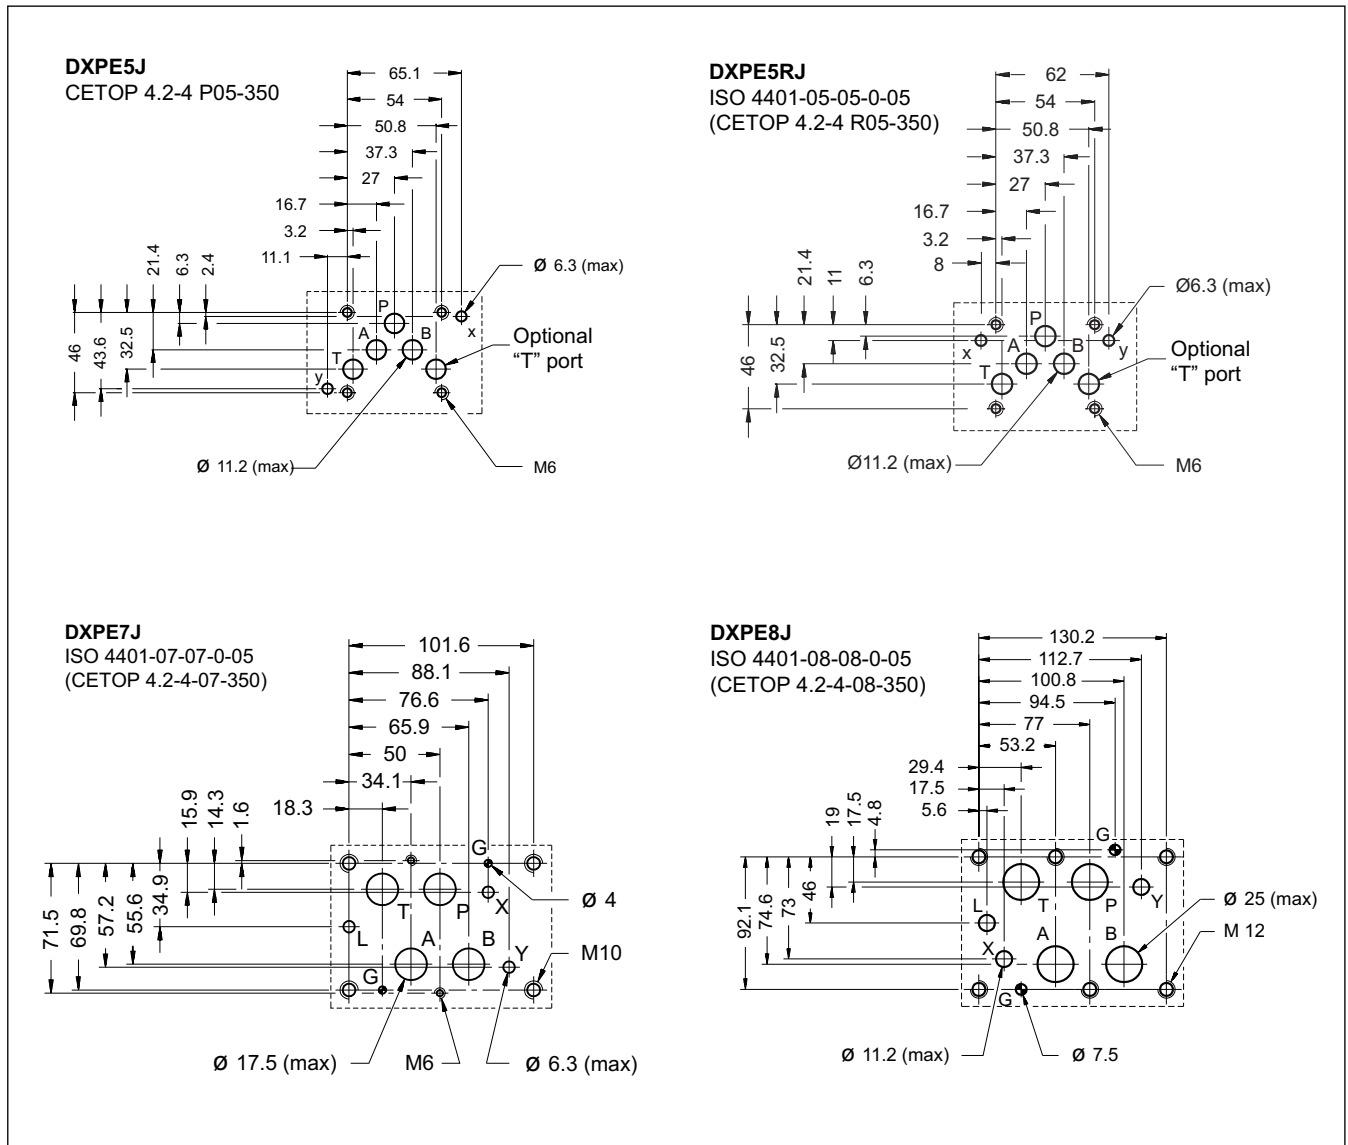 DXPE5J
CETOP 4.2-4 P05-350
65.1
54
50.8
37.3
27
16.7
3.2
11.1
21.4
6.3
2.4
Ø 6.3 (max)
P
A
B
T
x
y
Optional
“T” port
46
43.6
32.5
Ø 11.2 (max)
M6
DXPE5RJ
ISO 4401-05-05-0-05
(CETOP 4.2-4 R05-350)
62
54
50.8
37.3
27
16.7
3.2
8
21.4
11
6.3
Ø6.3 (max)
P
x
A
B
y
T
Optional
“T” port
46
32.5
Ø11.2 (max)
M6
DXPE7J
ISO 4401-07-07-0-05
(CETOP 4.2-4-07-350)
101.6
88.1
76.6
65.9
50
34.1
18.3
15.9
14.3
1.6
G
T
P
X
Ø 4
L
A
B
Y
M10
G
71.5
69.8
57.2
55.6
34.9
Ø 17.5 (max)
M6
Ø 6.3 (max)
DXPE8J
ISO 4401-08-08-0-05
(CETOP 4.2-4-08-350)
130.2
112.7
100.8
94.5
77
53.2
29.4
17.5
5.6
19
17.5
4.8
G
L
T
P
Y
Ø 25 (max)
X
A
B
M 12
G
92.1
74.6
73
46
Ø 11.2 (max)
Ø 7.5